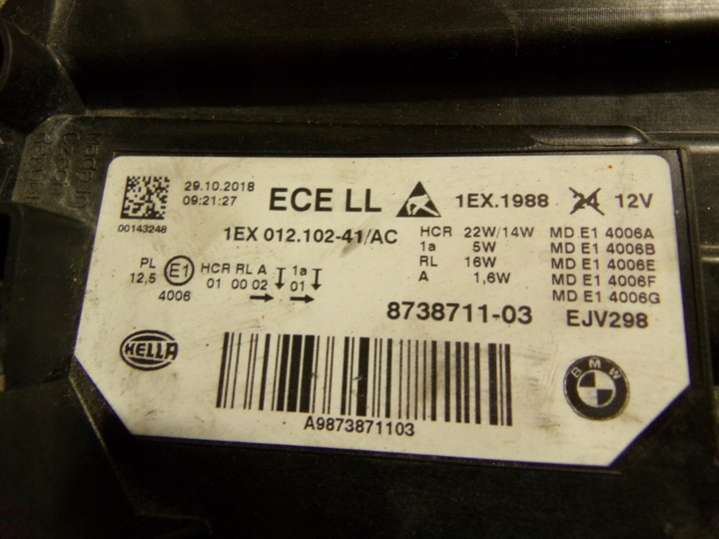 29.10.2018
09:21:27
00143248
ECE LL
1EX.1988 24 12V
1EX 012.102-41/AC
HCR 22W/14W MD E1 4006A
1a 5W MD E1 4006B
RL 16W MD E1 4006E
A 1,6W MD E1 4006F
MD E1 4006G
PL
12,5
E1
4006
HCR RL A 1a
01 00 02 01
8738711-03 EJV298
HELLA
BMW
A9873871103